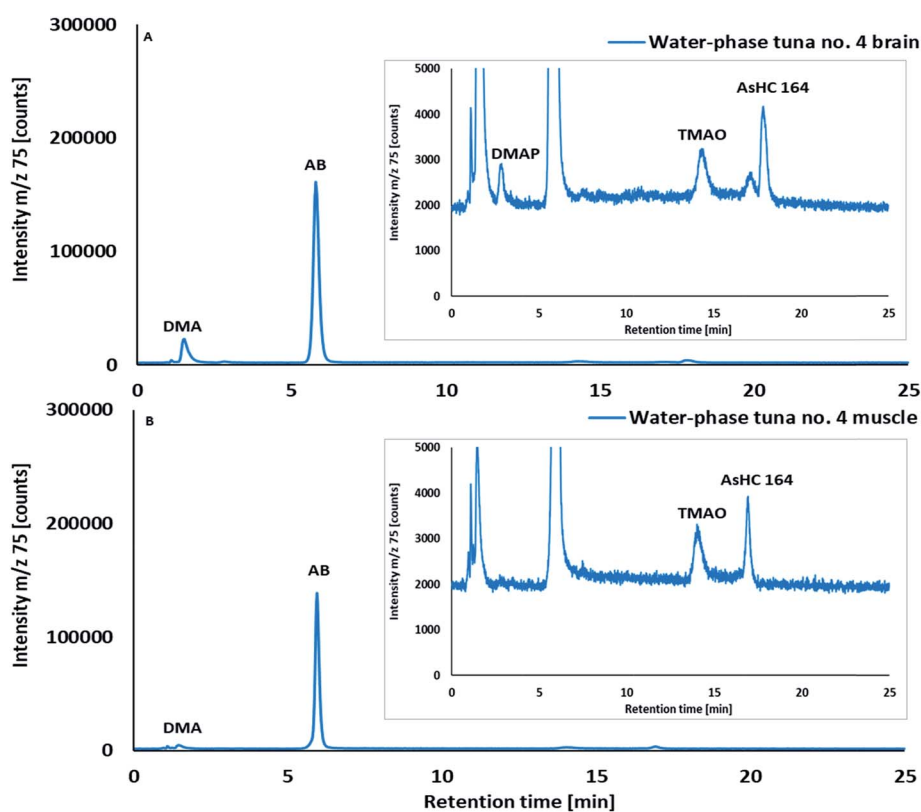 300000
A
Water-phase tuna no. 4 brain
5000
AsHC 164
4000
TMAO
DMAP
3000
2000
1000
0
Intensity m/z 75 [counts]
0 5 10 15 20 25
Retention time [min]
200000
AB
100000
DMA
0
Intensity m/z 75 [counts]
0 5 10 15 20 25
300000
B
Water-phase tuna no. 4 muscle
5000
AsHC 164
4000
TMAO
3000
2000
1000
0
Intensity m/z 75 [counts]
0 5 10 15 20 25
Retention time [min]
200000
AB
100000
DMA
0
Intensity m/z 75 [counts]
0 5 10 15 20 25
Retention time [min]